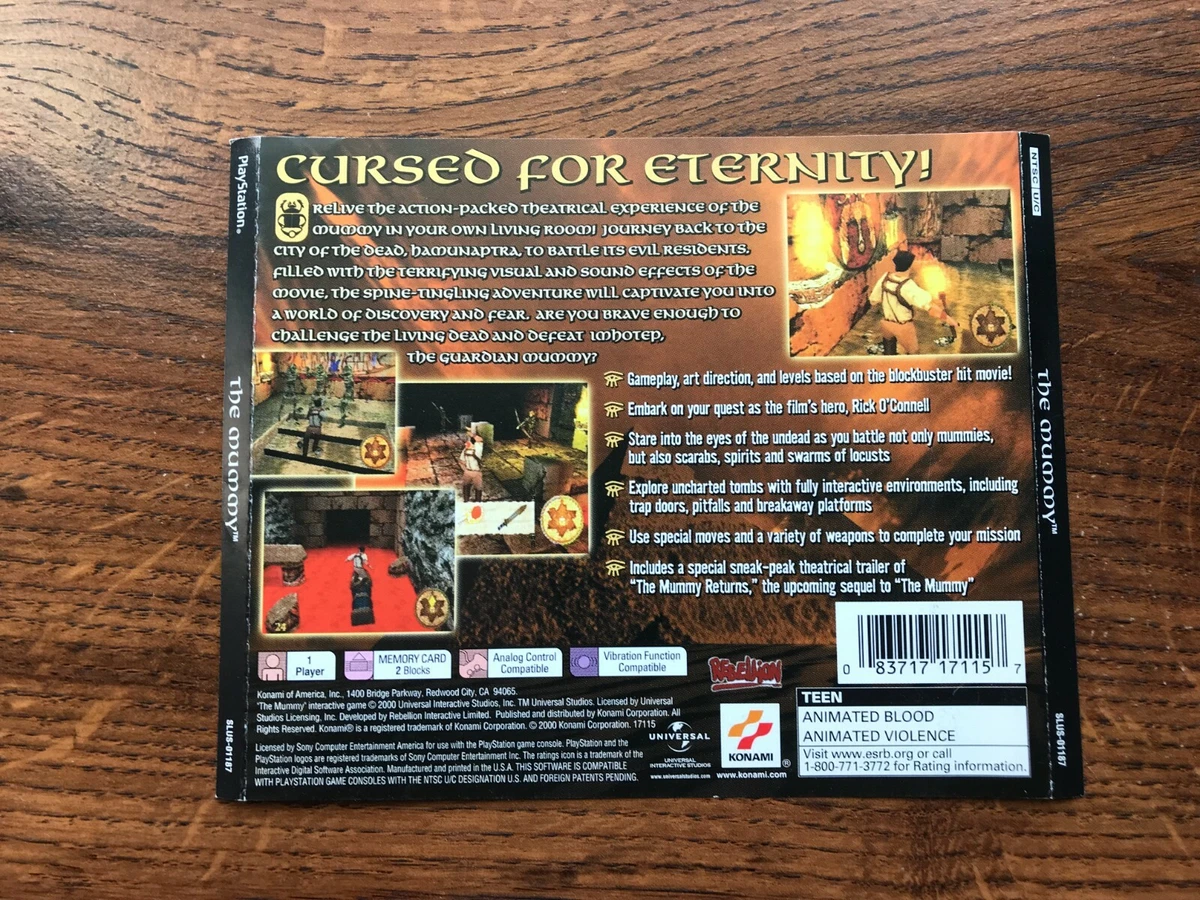 PlayStation®
The Mummy™
SLUS-01187
CURSED FOR ETERNITY!
RELIVE THE ACTION-PACKED THEATRICAL EXPERIENCE OF THE
MUMMY IN YOUR OWN LIVING ROOM! JOURNEY BACK TO THE
CITY OF THE DEAD, HAMUNAPTRA, TO BATTLE ITS EVIL RESIDENTS.
FILLED WITH THE TERRIFYING VISUAL AND SOUND EFFECTS OF THE
MOVIE, THE SPINE-TINGLING ADVENTURE WILL CAPTIVATE YOU INTO
A WORLD OF DISCOVERY AND FEAR. ARE YOU BRAVE ENOUGH TO
CHALLENGE THE LIVING DEAD AND DEFEAT IMHOTEP,
THE GUARDIAN MUMMY?
Gameplay, art direction, and levels based on the blockbuster hit movie!
Embark on your quest as the film's hero, Rick O'Connell
Stare into the eyes of the undead as you battle not only mummies,
but also scarabs, spirits and swarms of locusts
Explore uncharted tombs with fully interactive environments, including
trap doors, pitfalls and breakaway platforms
Use special moves and a variety of weapons to complete your mission
Includes a special sneak-peak theatrical trailer of
"The Mummy Returns," the upcoming sequel to "The Mummy"
24
1
Player
MEMORY CARD
2 Blocks
Analog Control
Compatible
Vibration Function
Compatible
Konami of America, Inc., 1400 Bridge Parkway, Redwood City, CA 94065.
"The Mummy" interactive game © 2000 Universal Interactive Studios, Inc. TM Universal Studios. Licensed by Universal
Studios Licensing, Inc. Developed by Rebellion Interactive Limited. Published and distributed by Konami Corporation. All
Rights Reserved. Konami® is a registered trademark of Konami Corporation. © 2000 Konami Corporation. 17115
Licensed by Sony Computer Entertainment America for use with the PlayStation game console. PlayStation and the
PlayStation logos are registered trademarks of Sony Computer Entertainment Inc. The ratings icon is a trademark of the
Interactive Digital Software Association. Manufactured and printed in the U.S.A. THIS SOFTWARE IS COMPATIBLE
WITH PLAYSTATION GAME CONSOLES WITH THE NTSC U/C DESIGNATION U.S. AND FOREIGN PATENTS PENDING.
REBELLION
UNIVERSAL
UNIVERSAL
INTERACTIVE STUDIOS
www.universalstudios.com
KONAMI
®
www.konami.com
0 83717 17115 7
TEEN
ANIMATED BLOOD
ANIMATED VIOLENCE
Visit www.esrb.org or call
1-800-771-3772 for Rating information.
NTSC U/C
The Mummy™
SLUS-01187